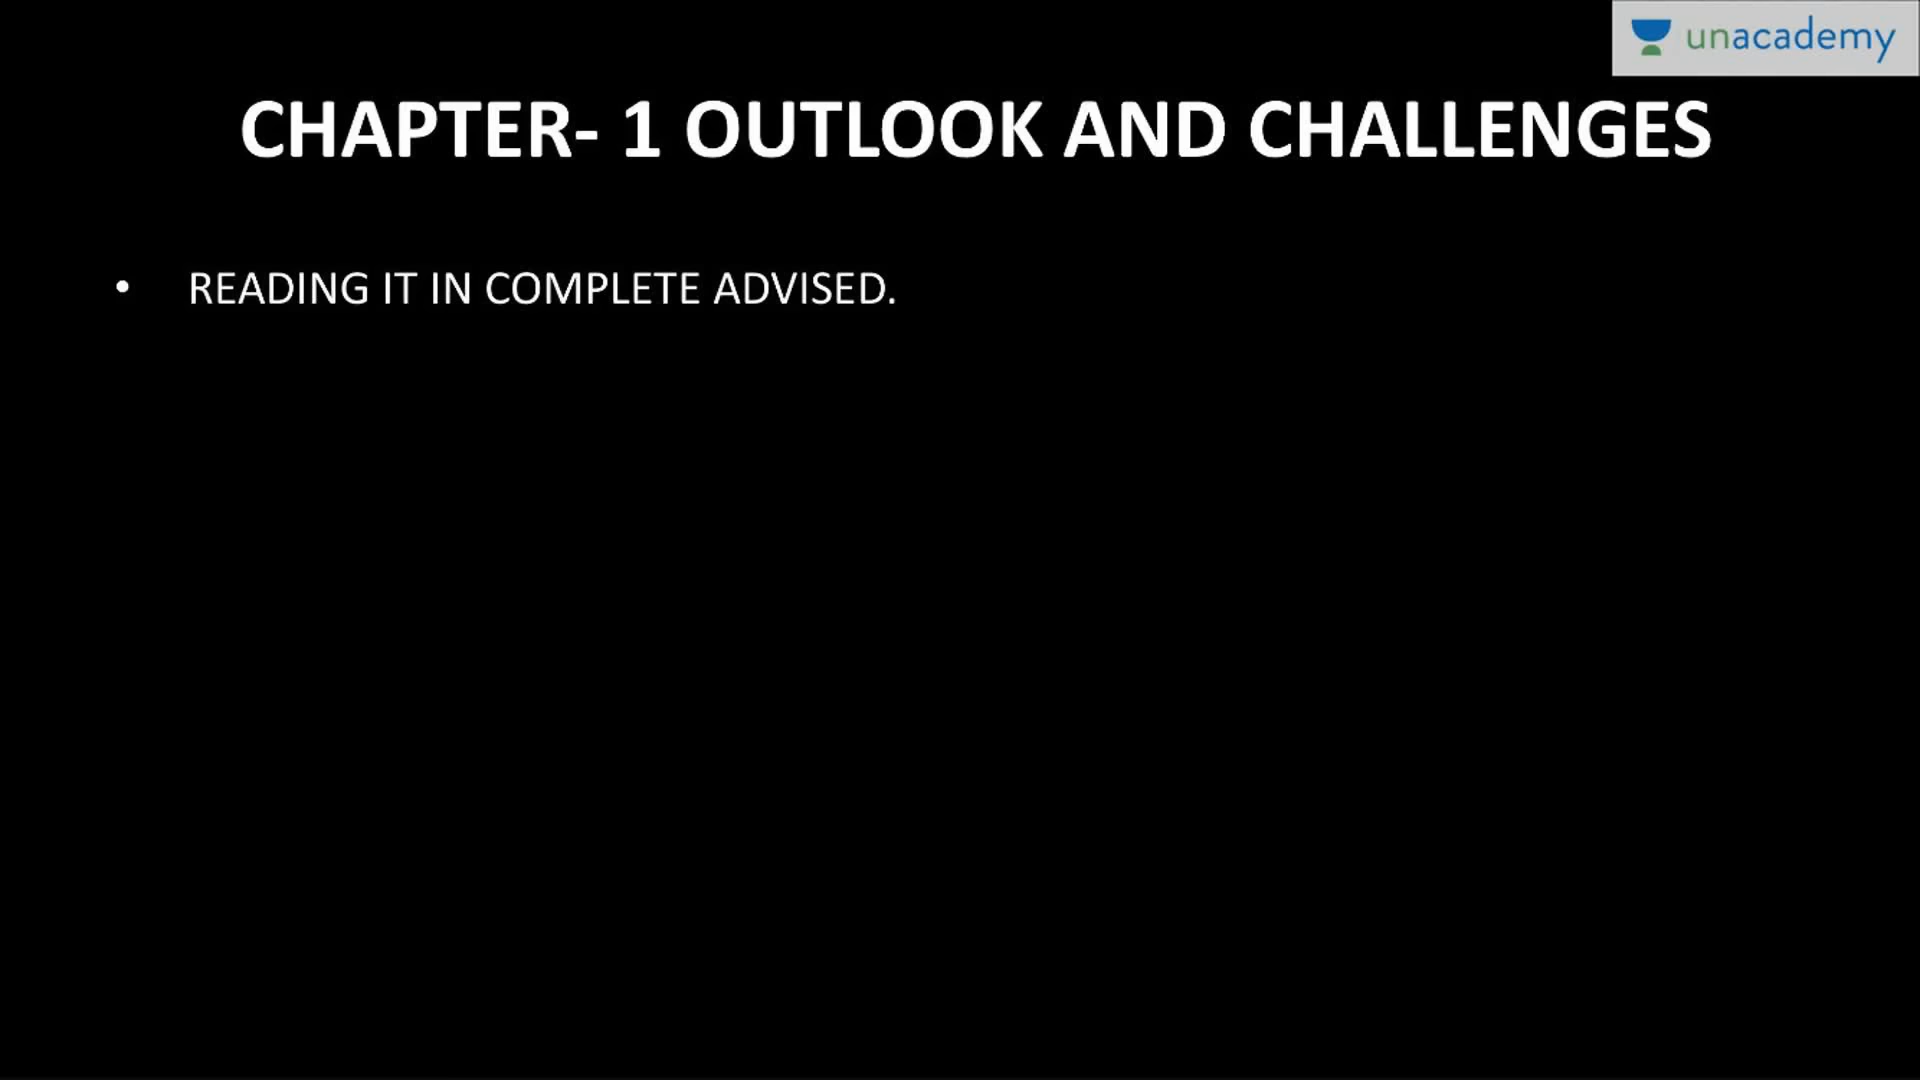 unacademy
CHAPTER- 1 OUTLOOK AND CHALLENGES
• READING IT IN COMPLETE ADVISED.